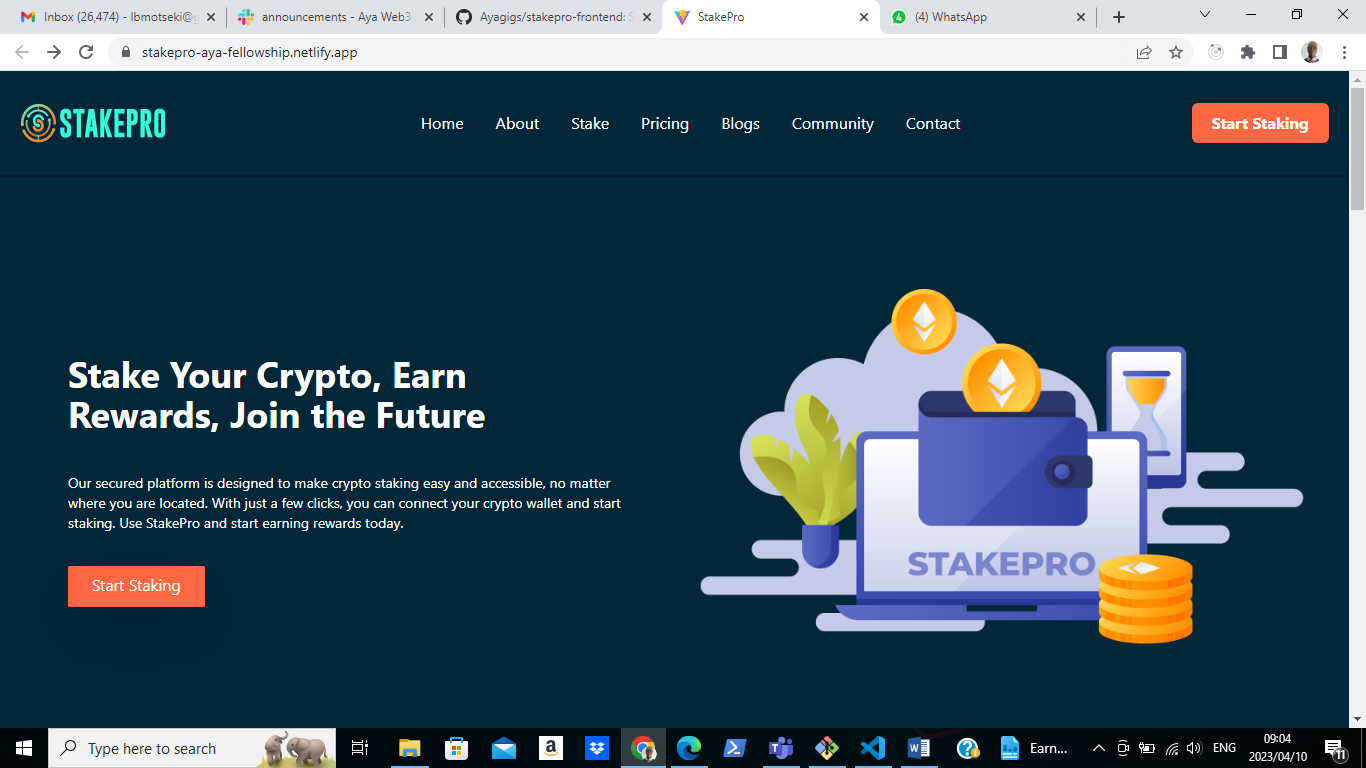 Inbox (26,474) - lbmotseki@g
announcements - Aya Web3
Ayagigs/stakepro-frontend: S
StakePro
(4) WhatsApp
stakepro-aya-fellowship.netlify.app
STAKEPRO
Home
About
Stake
Pricing
Blogs
Community
Contact
Start Staking
Stake Your Crypto, Earn
Rewards, Join the Future
Our secured platform is designed to make crypto staking easy and accessible, no matter
where you are located. With just a few clicks, you can connect your crypto wallet and start
staking. Use StakePro and start earning rewards today.
Start Staking
STAKEPRO
Type here to search
Earn...
ENG
09:04
2023/04/10
11